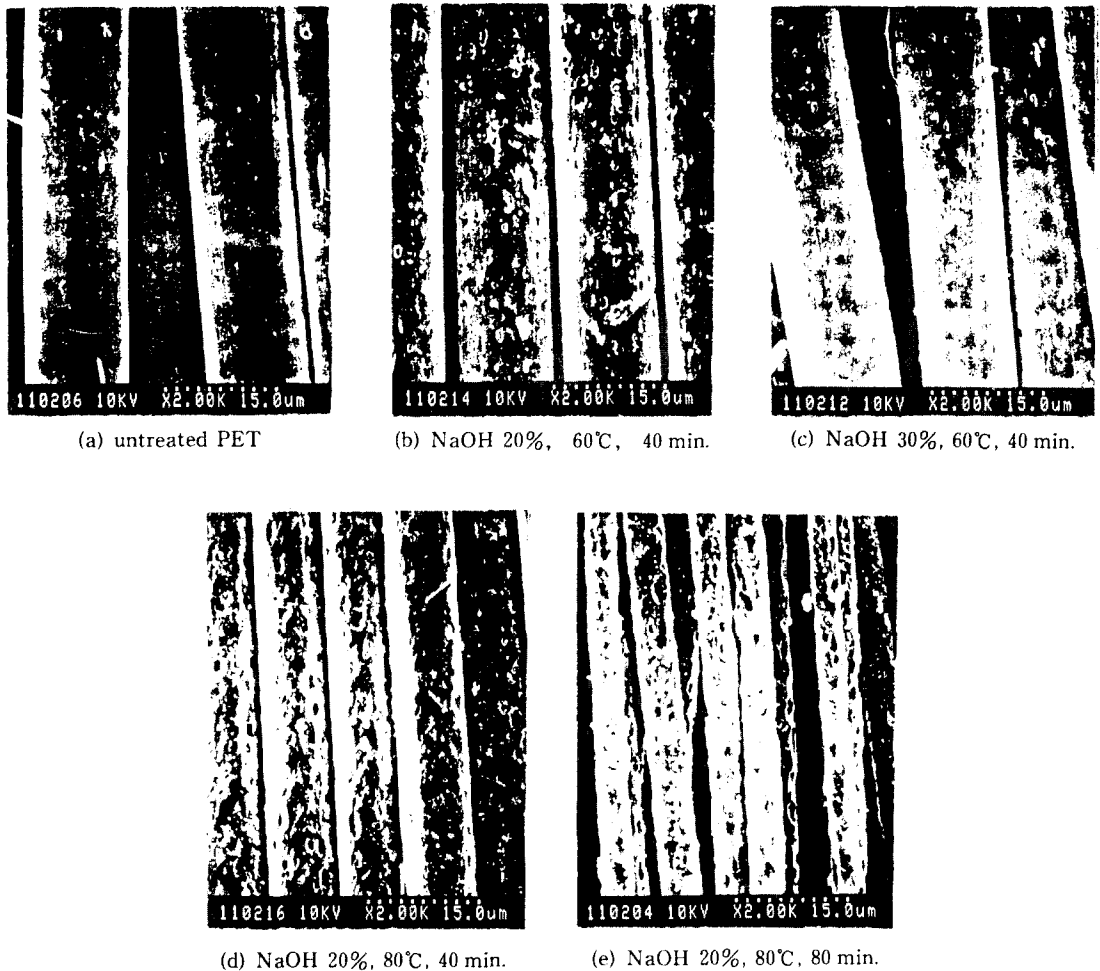 110206 10KV X2.00K 15.0um
(a) untreated PET
110214 10KV X2.00K 15.0um
(b) NaOH 20%, 60℃, 40 min.
110212 10KV X2.00K 15.0um
(c) NaOH 30%, 60℃, 40 min.
110216 10KV X2.00K 15.0um
(d) NaOH 20%, 80℃, 40 min.
110204 10KV X2.00K 15.0um
(e) NaOH 20%, 80℃, 80 min.